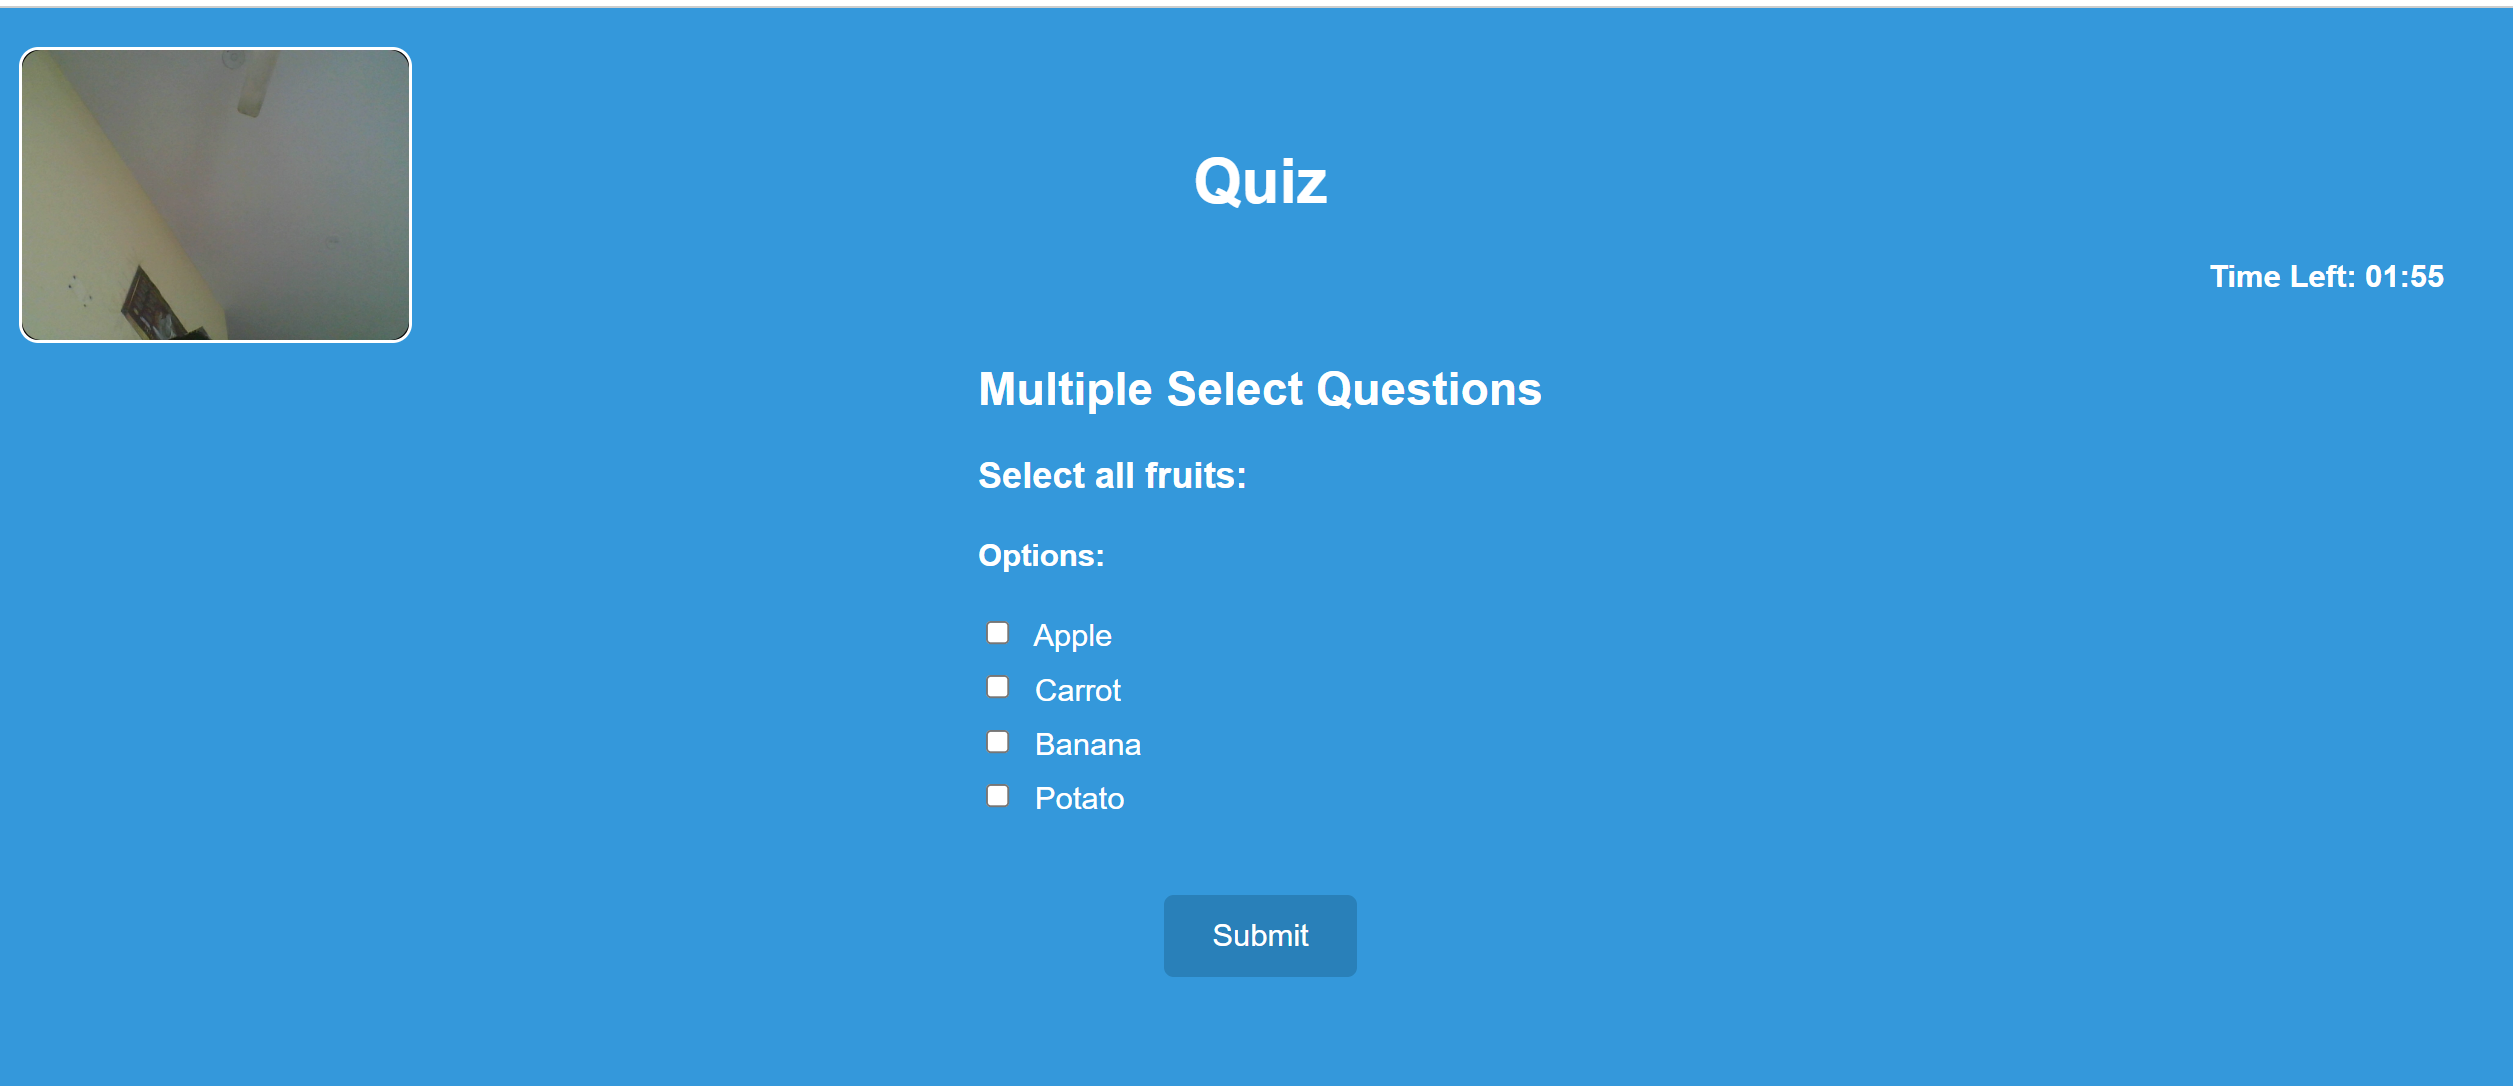 Quiz
Time Left: 01:55
Multiple Select Questions
Select all fruits:
Options:
Apple
Carrot
Banana
Potato
Submit